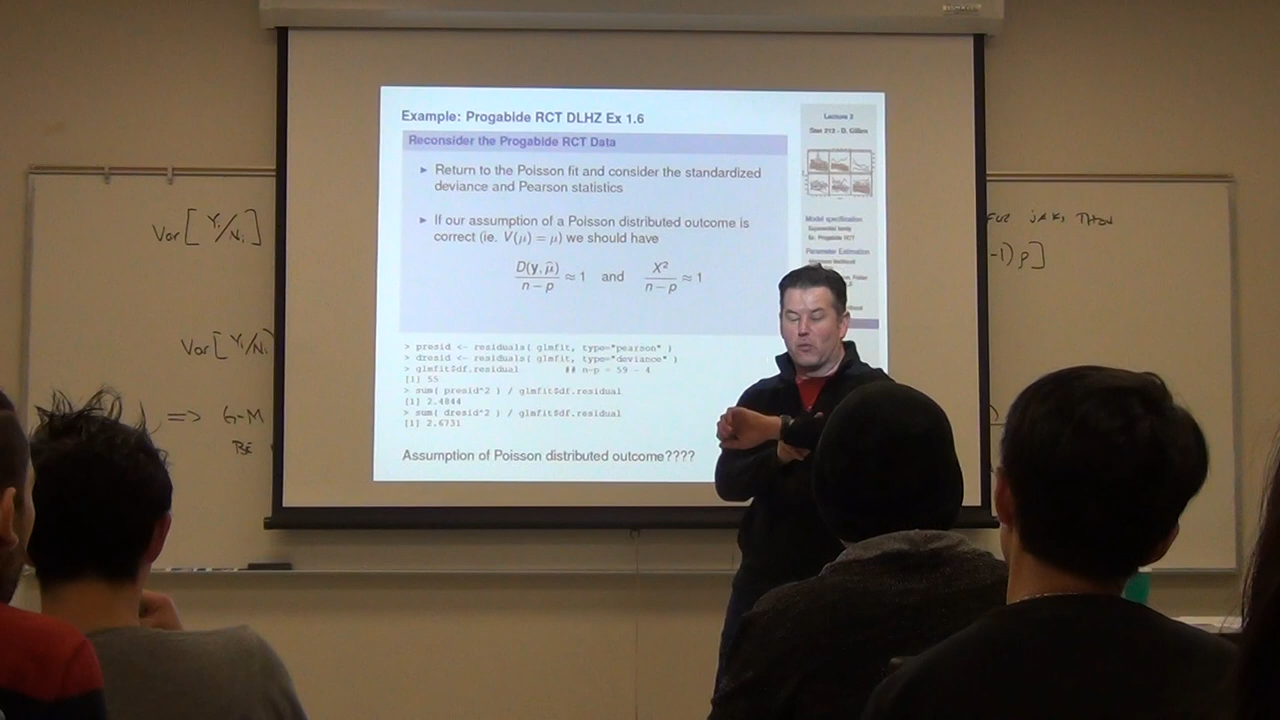 Example: Progabide RCT DLHZ Ex 1.6
Reconsider the Progabide RCT Data
► Return to the Poisson fit and consider the standardized
deviance and Pearson statistics
► If our assumption of a Poisson distributed outcome is
correct (ie. V(μ) = μ) we should have
D(y, μ̂)/n − p ≈ 1 and X²/n − p ≈ 1
> presid <- residuals( glmfit, type="pearson" )
> dresid <- residuals( glmfit, type="deviance" )
> glmfit$df.residual ## n-p = 59 - 4
[1] 55
> sum( presid^2 ) / glmfit$df.residual
[1] 2.4844
> sum( dresid^2 ) / glmfit$df.residual
[1] 2.6731
Assumption of Poisson distributed outcome????
Lecture 2
Stat 212 - D. Gillen
Model specification
Exponential family
Ex: Progabide RCT
Parameter Estimation
Var[Yi/Ni]
Var[Yi/Ni
=> G-M
BE
FOR j≠k, THEN
-1)ρ]